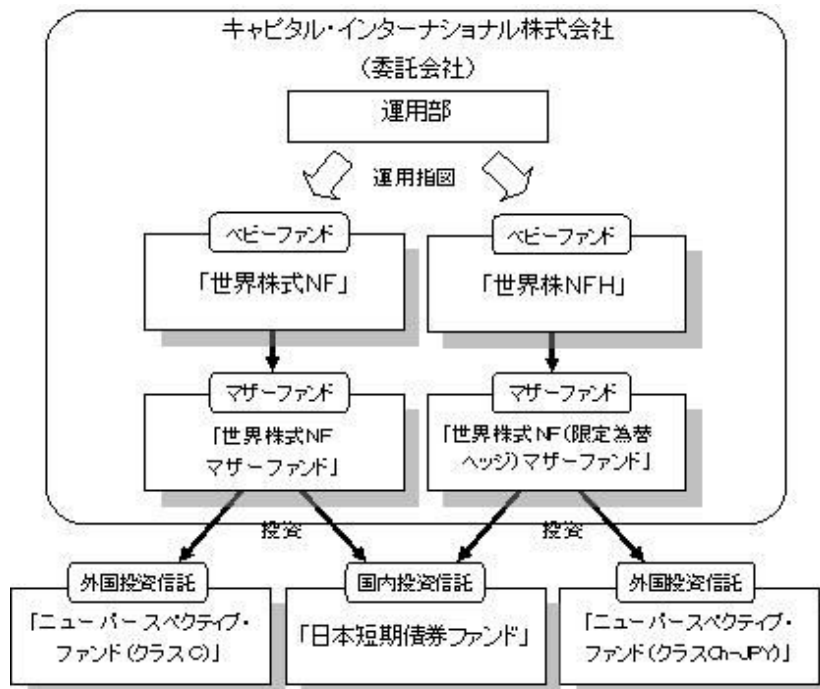 キャピタル・インターナショナル株式会社
(委託会社)
運用部
運用指図
ベビーファンド
「世界株式NF」
ベビーファンド
「世界株NFH」
マザーファンド
「世界株式NF
マザーファンド」
マザーファンド
「世界株式NF(限定為替
ヘッジ)マザーファンド」
投資
投資
外国投資信託
「ニューパースペクティブ・
ファンド(クラスC)」
国内投資信託
「日本短期債券ファンド」
外国投資信託
「ニューパースペクティブ・
ファンド(クラスCh-JPY)」